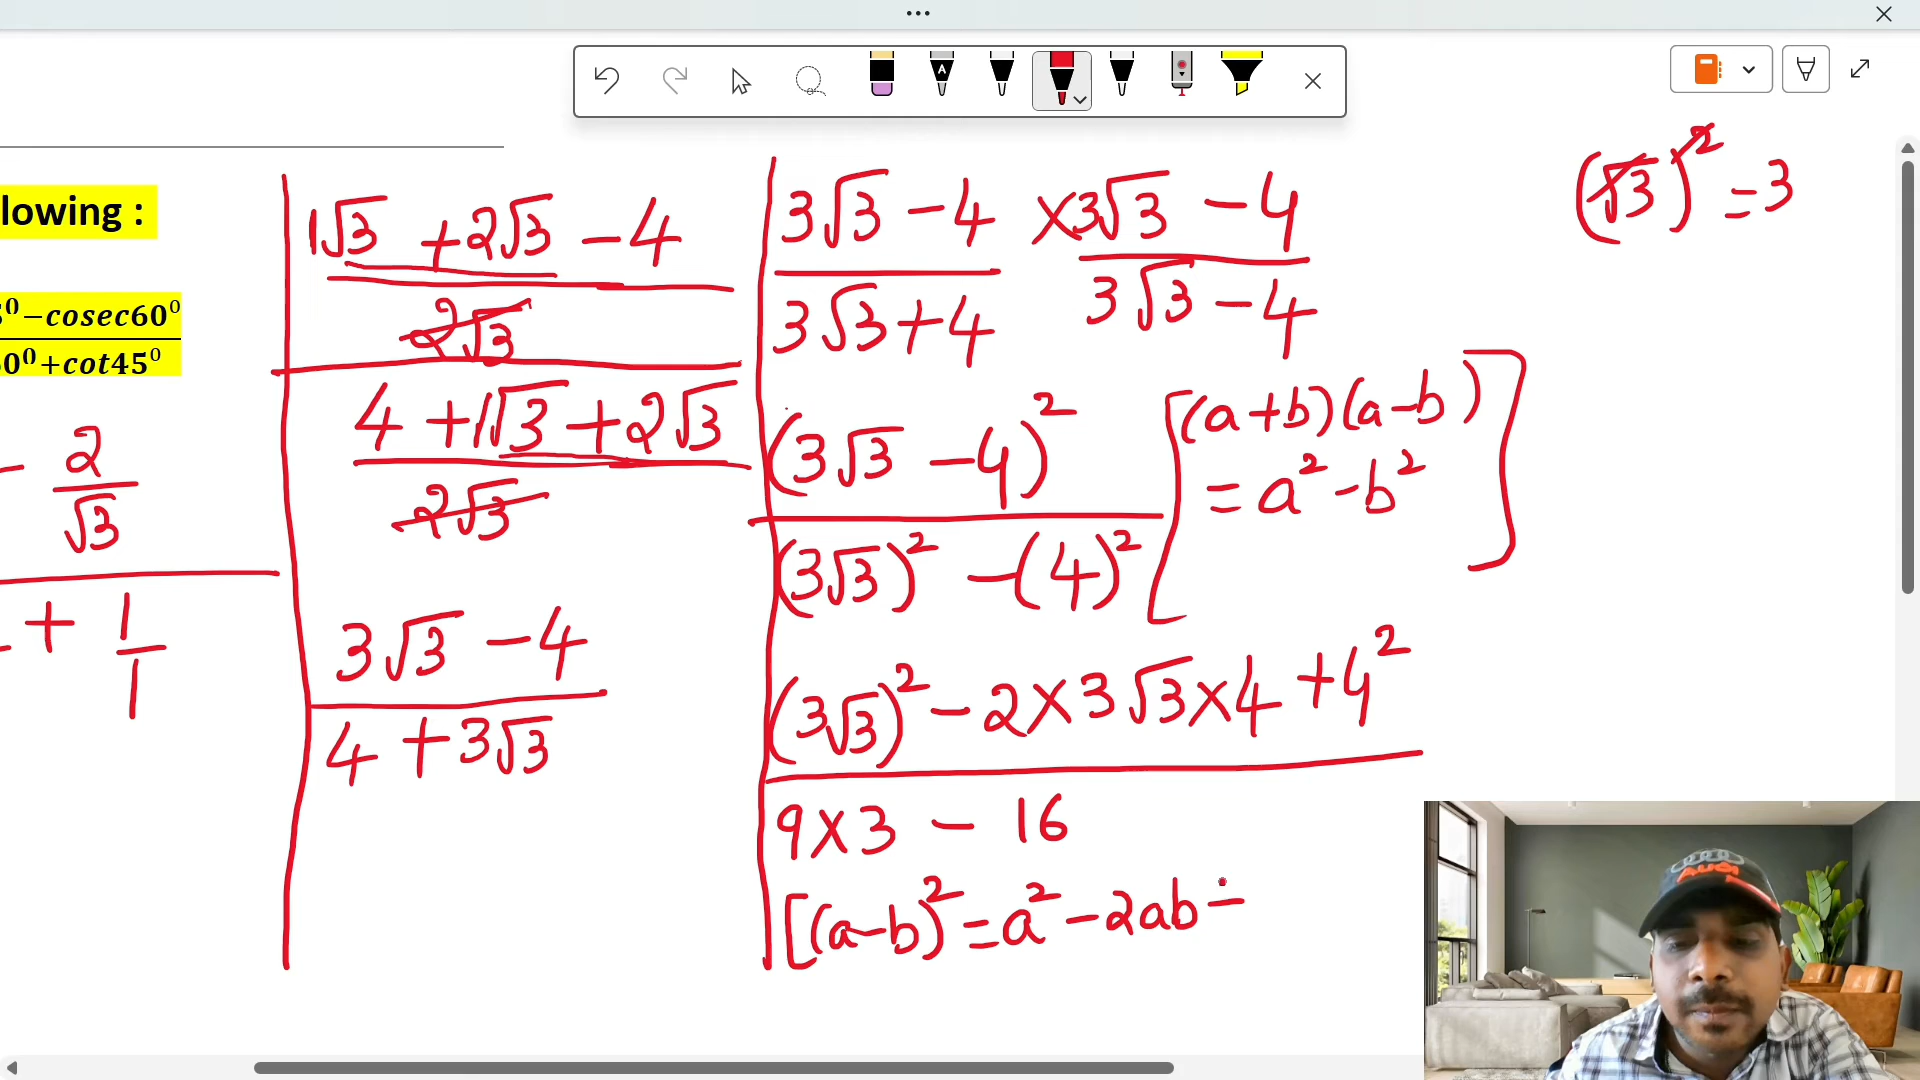 lowing :
5⁰−cosec60⁰
60⁰+cot45⁰
− 2
√3
+ 1
1
1√3 + 2√3 − 4
2√3
4 + 1√3 + 2√3
2√3
3√3 − 4
4 + 3√3
3√3 − 4 × 3√3 − 4
3√3 + 4 3√3 − 4
(3√3 − 4)²
(3√3)² − (4)²
[(a+b)(a−b)
= a² − b²]
(3√3)² − 2×3√3×4 + 4²
9×3 − 16
[(a−b)² = a² − 2ab −
(√3)² = 3
AUDI